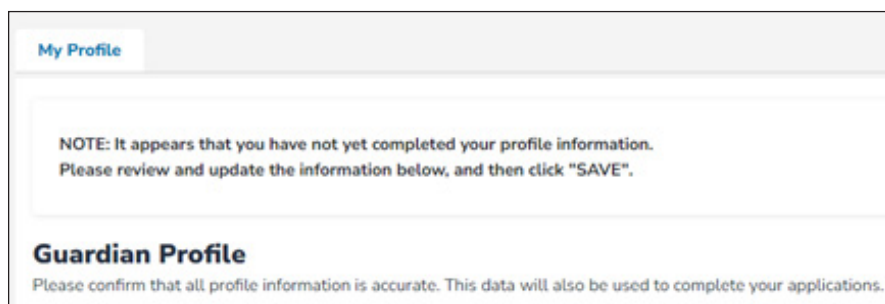 My Profile
NOTE: It appears that you have not yet completed your profile information.
Please review and update the information below, and then click "SAVE".
Guardian Profile
Please confirm that all profile information is accurate. This data will also be used to complete your applications.